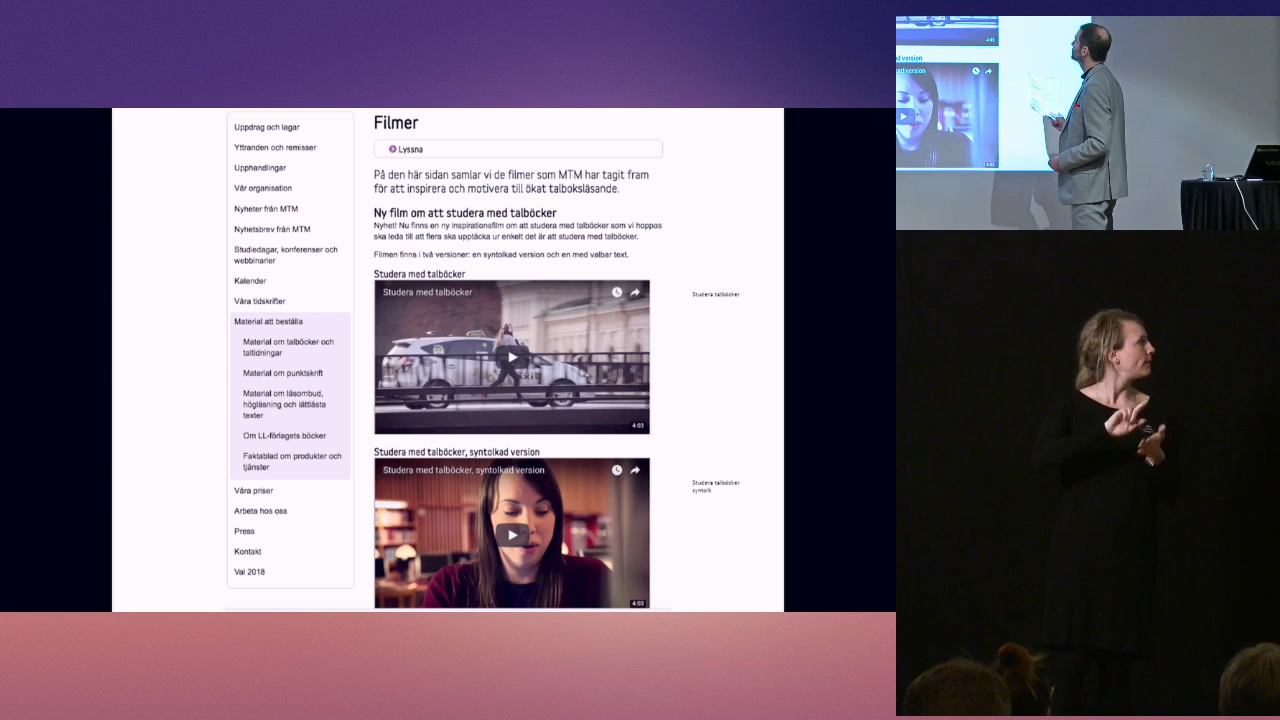 Uppdrag och lagar
Yttranden och remisser
Upphandlingar
Vår organisation
Nyheter från MTM
Nyhetsbrev från MTM
Studiedagar, konferenser och
webbinarier
Kalender
Våra tidskrifter
Material att beställa
Material om talböcker och
taltidningar
Material om punktskrift
Material om läsombud,
högläsning och lättlästa
texter
Om LL-förlagets böcker
Faktablad om produkter och
tjänster
Våra priser
Arbeta hos oss
Press
Kontakt
Val 2018
Filmer
Lyssna
På den här sidan samlar vi de filmer som MTM har tagit fram
för att inspirera och motivera till ökat talboksläsande.
Ny film om att studera med talböcker
Nyhet! Nu finns en ny inspirationsfilm om att studera med talböcker som vi hoppas
ska leda till att flera ska upptäcka ur enkelt det är att studera med talböcker.
Filmen finns i två versioner: en syntolkad version och en med valbar text.
Studera med talböcker
Studera med talböcker
4:03
Studera med talböcker, syntolkad version
Studera med talböcker, syntolkad version
4:03
Studera talböcker
Studera talböcker
syntolk
4:03
ad version
kad version
4:03